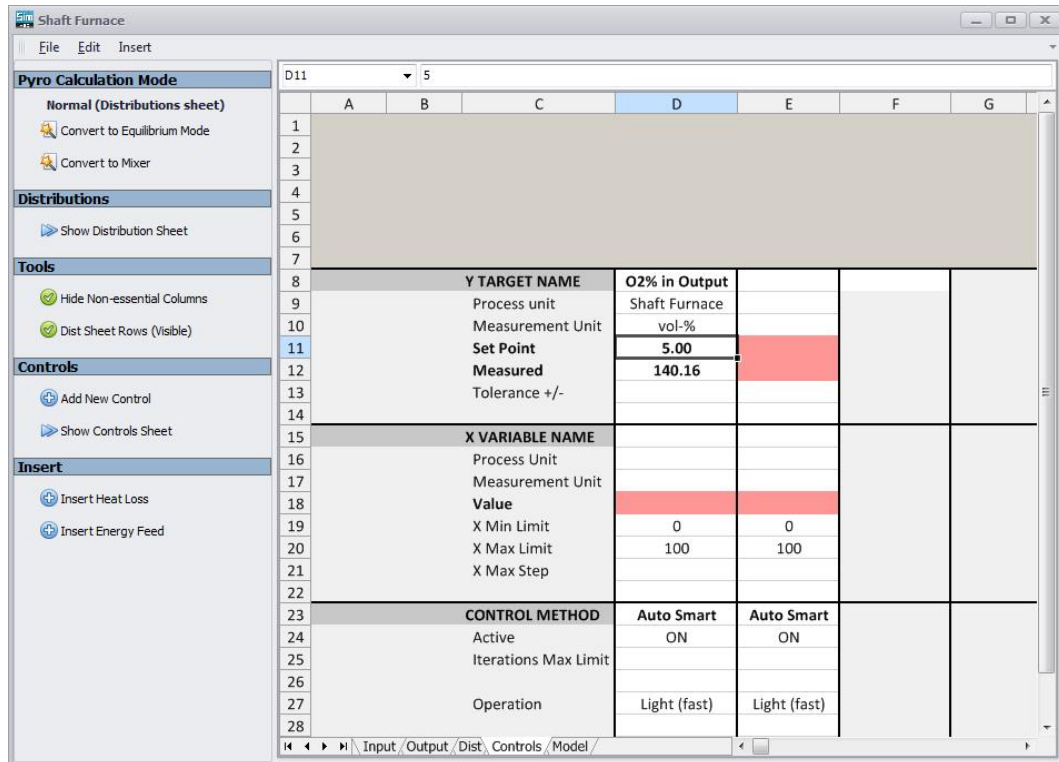 Sim
Shaft Furnace
File Edit Insert
Pyro Calculation Mode
Normal (Distributions sheet)
Convert to Equilibrium Mode
Convert to Mixer
Distributions
Show Distribution Sheet
Tools
Hide Non-essential Columns
Dist Sheet Rows (Visible)
Controls
Add New Control
Show Controls Sheet
Insert
Insert Heat Loss
Insert Energy Feed
D11 5
A B C D E F G
1
2
3
4
5
6
7
8 Y TARGET NAME O2% in Output
9 Process unit Shaft Furnace
10 Measurement Unit vol-%
11 Set Point 5.00
12 Measured 140.16
13 Tolerance +/-
14
15 X VARIABLE NAME
16 Process Unit
17 Measurement Unit
18 Value
19 X Min Limit 0 0
20 X Max Limit 100 100
21 X Max Step
22
23 CONTROL METHOD Auto Smart Auto Smart
24 Active ON ON
25 Iterations Max Limit
26
27 Operation Light (fast) Light (fast)
28
Input Output Dist Controls Model